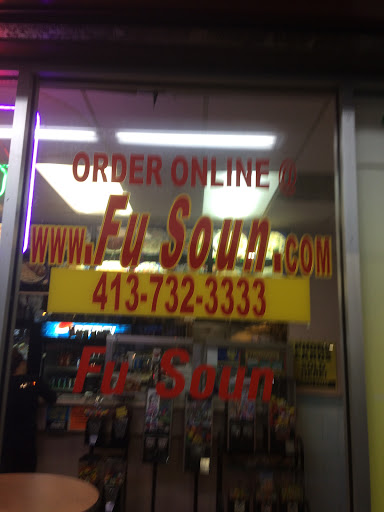 ORDER ONLINE @
www.Fu Soun.com
413-732-3333
Fu Soun